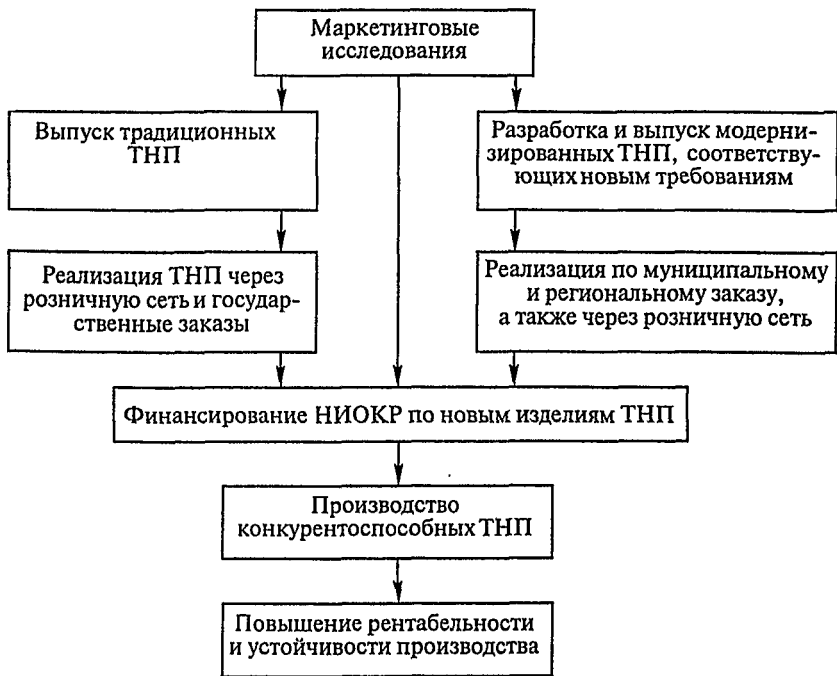 Маркетинговые
исследования
Выпуск традиционных
ТНП
Разработка и выпуск модерни-
зированных ТНП, соответству-
ющих новым требованиям
Реализация ТНП через
розничную сеть и государ-
ственные заказы
Реализация по муниципальному
и региональному заказу,
а также через розничную сеть
Финансирование НИОКР по новым изделиям ТНП
Производство
конкурентоспособных ТНП
Повышение рентабельности
и устойчивости производства